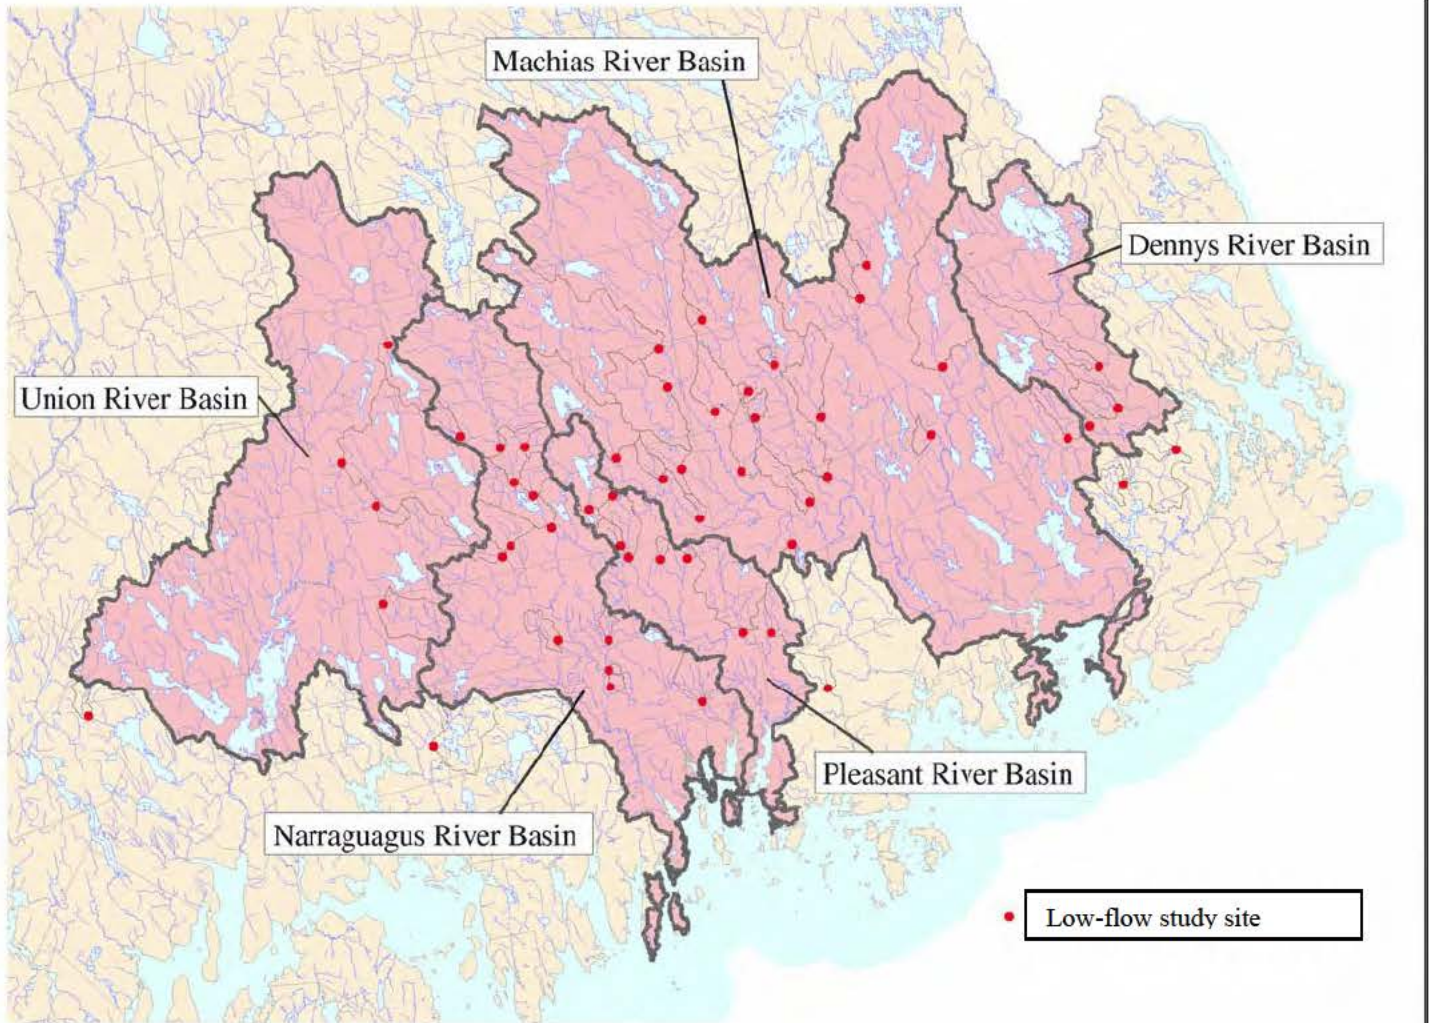 Machias River Basin
Dennys River Basin
Union River Basin
Pleasant River Basin
Narraguagus River Basin
Low-flow study site